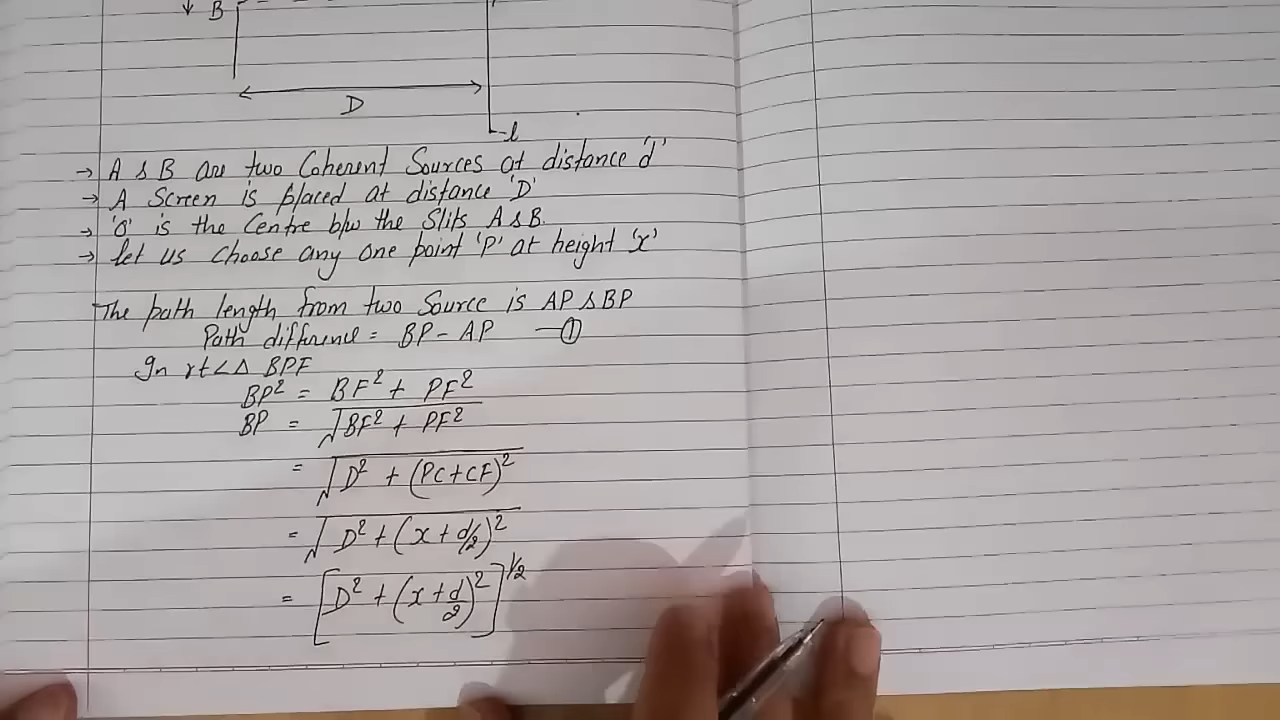 B
D
l
→ A & B are two Coherent Sources at distance 'd'
→ A Screen is placed at distance 'D'
→ 'O' is the Centre b/w the Slits A & B.
→ let us choose any one point 'P' at height 'x'
The path length from two Source is AP & BP
Path difference = BP - AP —①
In rt<∆ BPF
BP² = BF² + PF²
BP = √BF² + PF²
= √D² + (PC+CF)²
= √D² + (x + d/2)²
= [D² + (x + d/2)²]^1/2